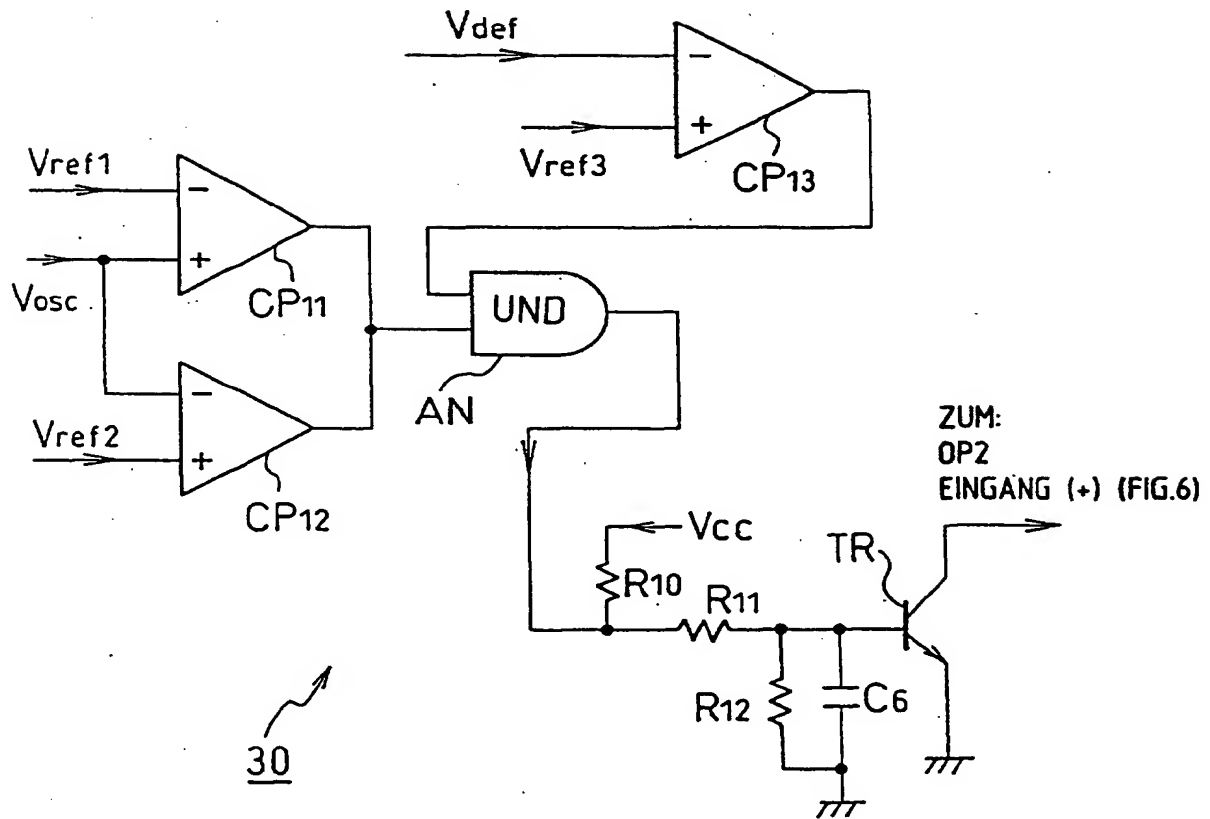 Vdef
−
+
Vref3
CP13
Vref1
−
+
Vosc
CP11
UND
AN
−
Vref2
+
CP12
ZUM:
OP2
EINGANG (+) (FIG.6)
Vcc
R10
R11
TR
R12
C6
30